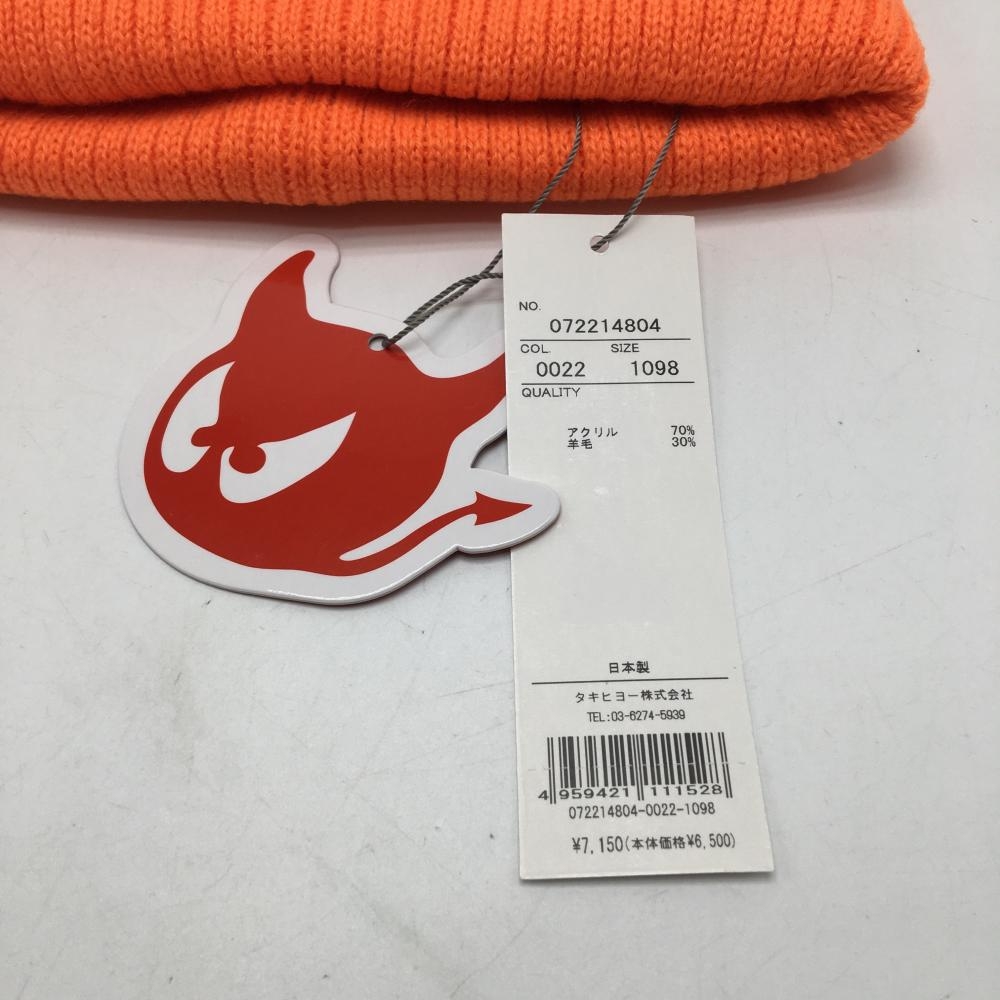 NO.
072214804
COL. SIZE
0022 1098
QUALITY
アクリル 70%
羊毛 30%
日本製
タキヒヨー株式会社
TEL:03-6274-5939
4 959421 111528
072214804-0022-1098
¥7,150(本体価格¥6,500)